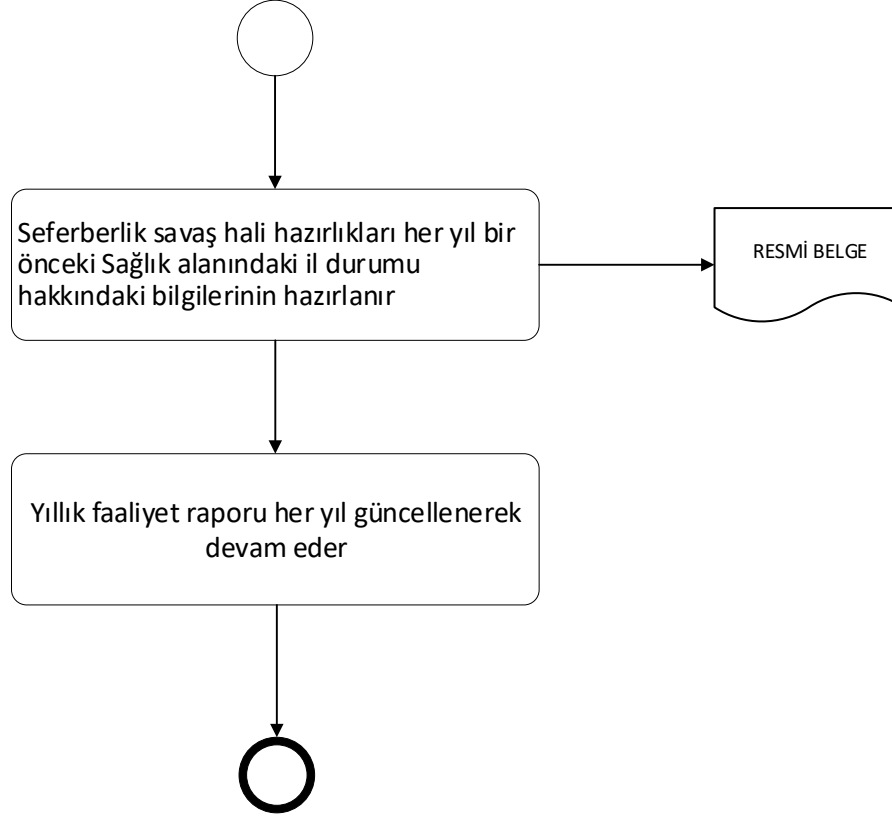 Seferberlik savaş hali hazırlıkları her yıl bir
önceki Sağlık alanındaki il durumu
hakkındaki bilgilerinin hazırlanır
RESMİ BELGE
Yıllık faaliyet raporu her yıl güncellenerek
devam eder